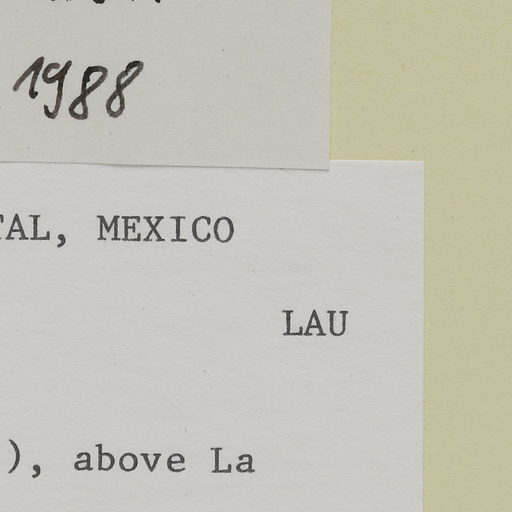 1988
TAL, MEXICO
LAU
), above La